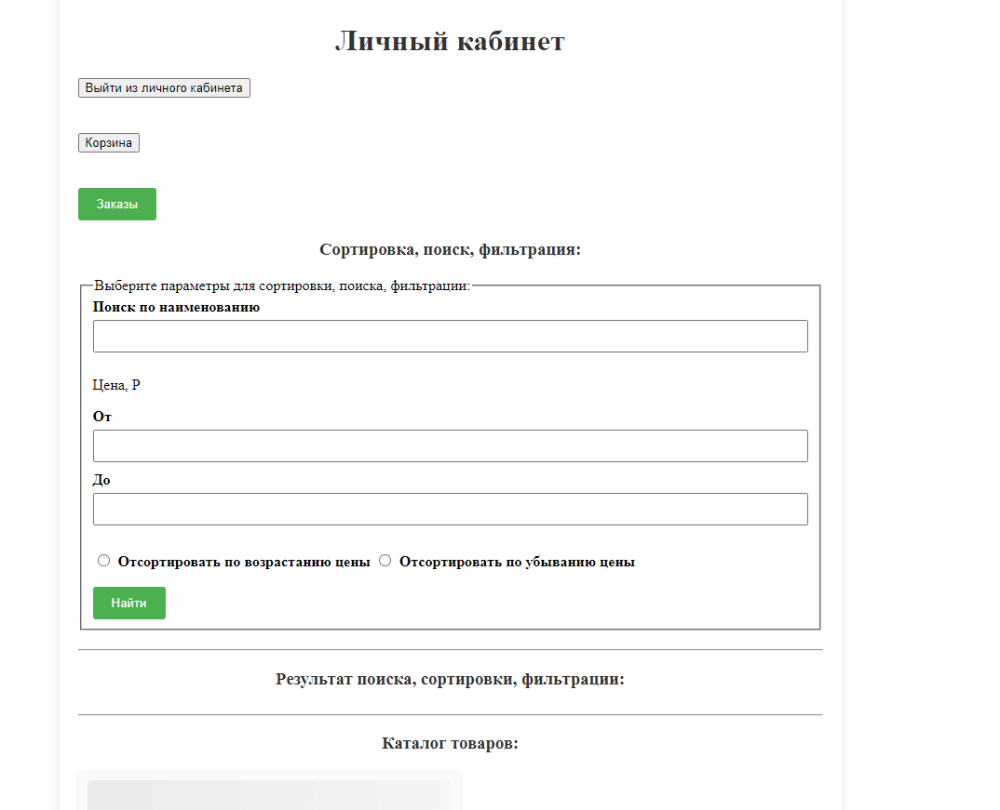 Личный кабинет
Выйти из личного кабинета
Корзина
Заказы
Сортировка, поиск, фильтрация:
Выберите параметры для сортировки, поиска, фильтрации:
Поиск по наименованию
Цена, Р
От
До
Отсортировать по возрастанию цены Отсортировать по убыванию цены
Найти
Результат поиска, сортировки, фильтрации:
Каталог товаров: